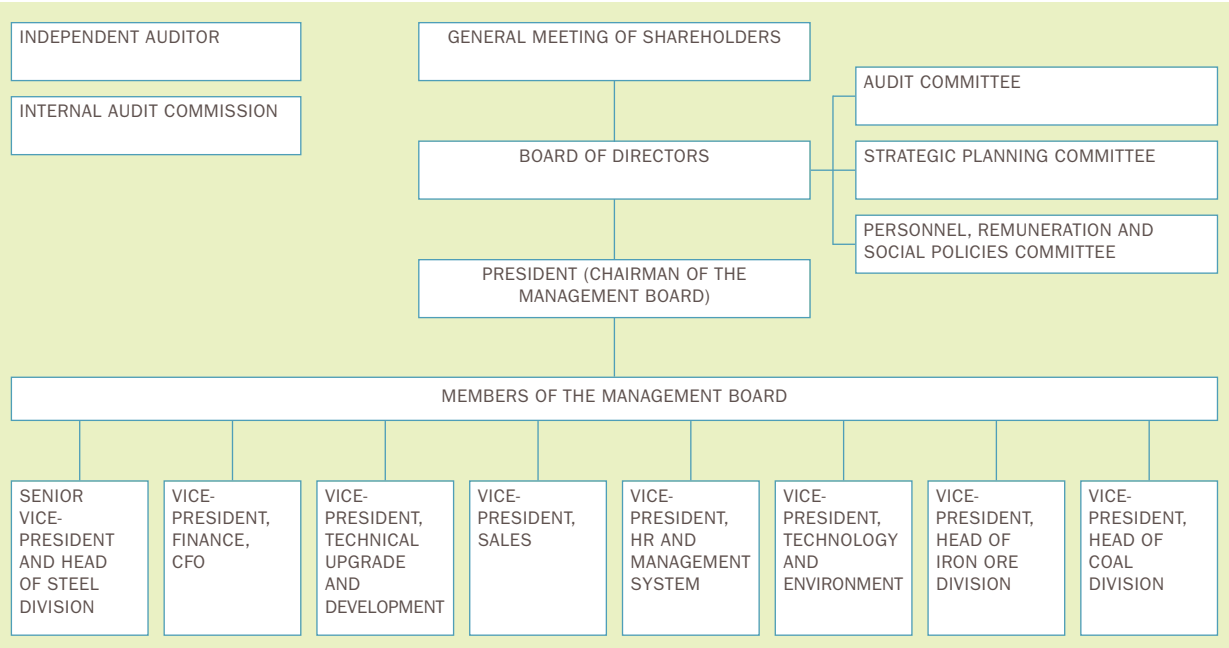 INDEPENDENT AUDITOR
INTERNAL AUDIT COMMISSION
GENERAL MEETING OF SHAREHOLDERS
BOARD OF DIRECTORS
AUDIT COMMITTEE
STRATEGIC PLANNING COMMITTEE
PERSONNEL, REMUNERATION AND
SOCIAL POLICIES COMMITTEE
PRESIDENT (CHAIRMAN OF THE
MANAGEMENT BOARD)
MEMBERS OF THE MANAGEMENT BOARD
SENIOR
VICE-
PRESIDENT
AND HEAD
OF STEEL
DIVISION
VICE-
PRESIDENT,
FINANCE,
CFO
VICE-
PRESIDENT,
TECHNICAL
UPGRADE
AND
DEVELOPMENT
VICE-
PRESIDENT,
SALES
VICE-
PRESIDENT,
HR AND
MANAGEMENT
SYSTEM
VICE-
PRESIDENT,
TECHNOLOGY
AND
ENVIRONMENT
VICE-
PRESIDENT,
HEAD OF
IRON ORE
DIVISION
VICE-
PRESIDENT,
HEAD OF
COAL
DIVISION